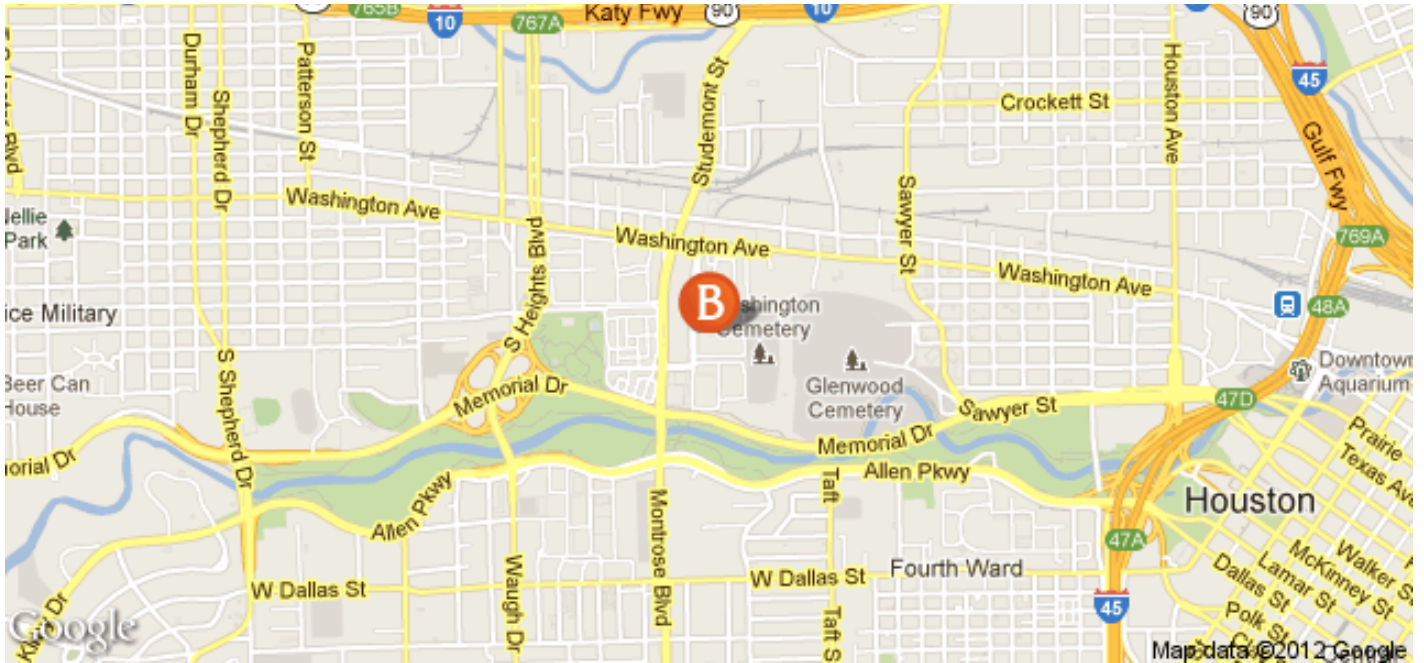 765B
10
767A
Katy Fwy
90
10
90
45
Durham Dr
Shepherd Dr
Patterson St
Studemont St
Crockett St
Houston Ave
Gulf Fwy
Blvd
Washington Ave
Washington Ave
Washington Ave
Sawyer St
769A
Nellie
Park
S Heights Blvd
B
Cemetery
48A
ice Military
Beer Can
House
S Shepherd Dr
Memorial Dr
Glenwood
Cemetery
Downtown
Aquarium
47D
Sawyer St
Memorial Dr
Memorial Dr
Allen Pkwy
Allen Pkwy
Prairie
Texas Ave
Houston
Taft
Montrose Blvd
Waugh Dr
W Dallas St
W Dallas St
Fourth Ward
Taft St
47A
45
Walker St
McKinney St
Lamar St
Dallas St
Polk St
Google
Map data ©2012 Google